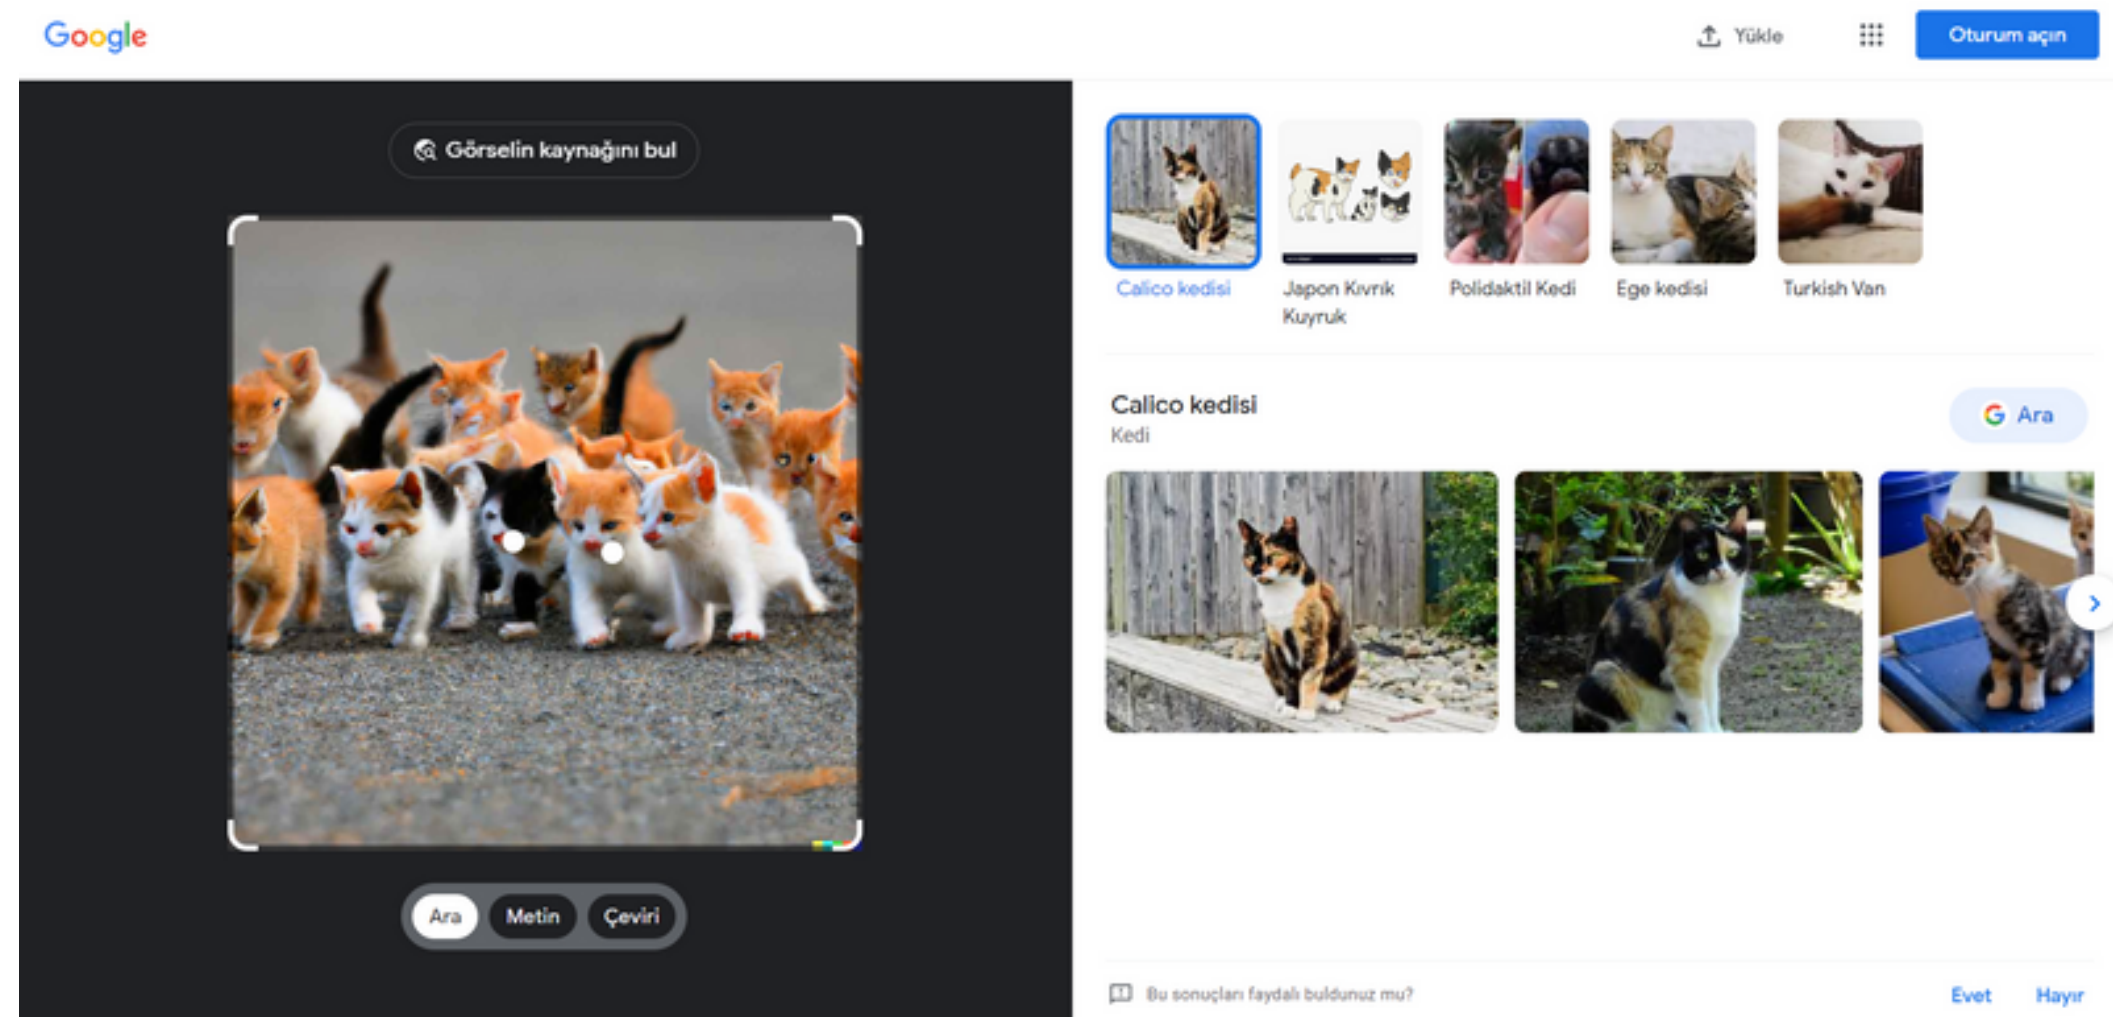 Google
Yükle
Oturum açın
Görselin kaynağını bul
Calico kedisi
Japon Kıvrık
Kuyruk
Polidaktil Kedi
Ege kedisi
Turkish Van
Calico kedisi
Kedi
G Ara
Ara
Metin
Çeviri
Bu sonuçları faydalı buldunuz mu?
Evet
Hayır